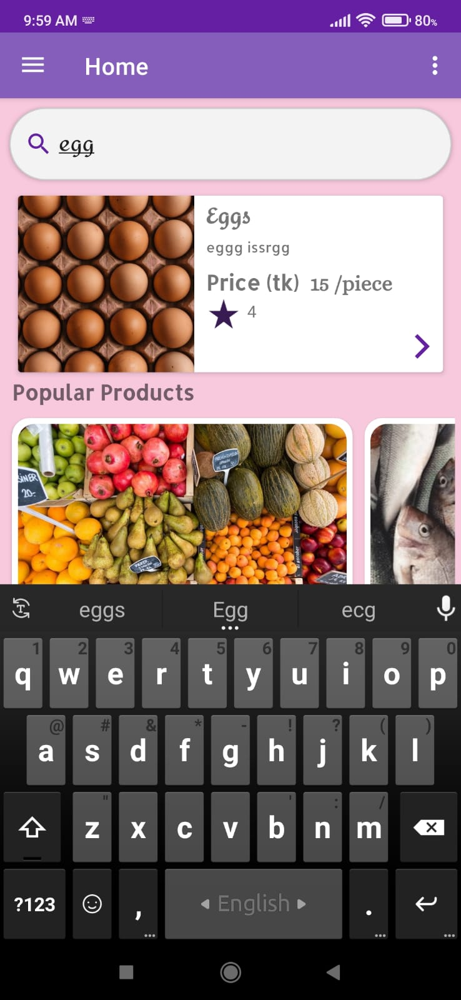 9:59 AM 80%
Home
egg
Eggs
eggg issrgg
Price (tk) 15 /piece
4
Popular Products
20-
eggs Egg ecg
1 2 3 4 5 6 7 8 9 0
q w e r t y u i o p
@ # & * - ! ? ( )
a s d f g h j k l
" ' : /
z x c v b n m
?123 , English .